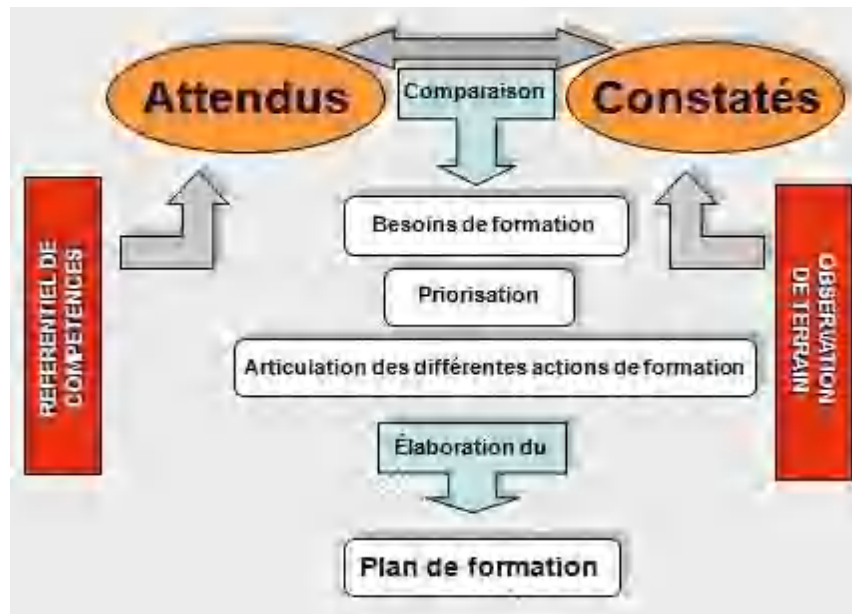 Attendus
Comparaison
Constatés
Besoins de formation
Priorisation
Articulation des différentes actions de formation
Élaboration du
Plan de formation
REFERENTIEL DE
COMPETENCES
OBSERVATION
DE TERRAIN